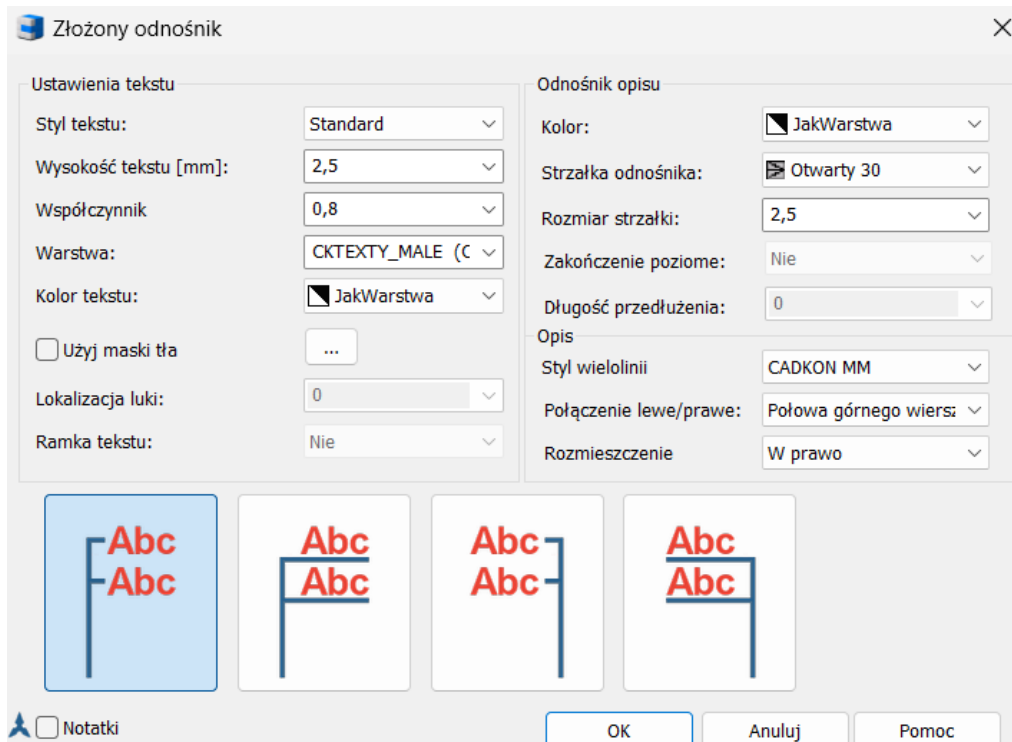 Złożony odnośnik
Ustawienia tekstu
Styl tekstu: Standard
Wysokość tekstu [mm]: 2,5
Współczynnik 0,8
Warstwa: CKTEXTY_MALE (C
Kolor tekstu: JakWarstwa
Użyj maski tła ...
Lokalizacja luki: 0
Ramka tekstu: Nie
Odnośnik opisu
Kolor: JakWarstwa
Strzałka odnośnika: Otwarty 30
Rozmiar strzałki: 2,5
Zakończenie poziome: Nie
Długość przedłużenia: 0
Opis
Styl wielolinii CADKON MM
Połączenie lewe/prawe: Połowa górnego wiersz
Rozmieszczenie W prawo
Abc Abc Abc Abc
Abc Abc Abc Abc
Notatki OK Anuluj Pomoc